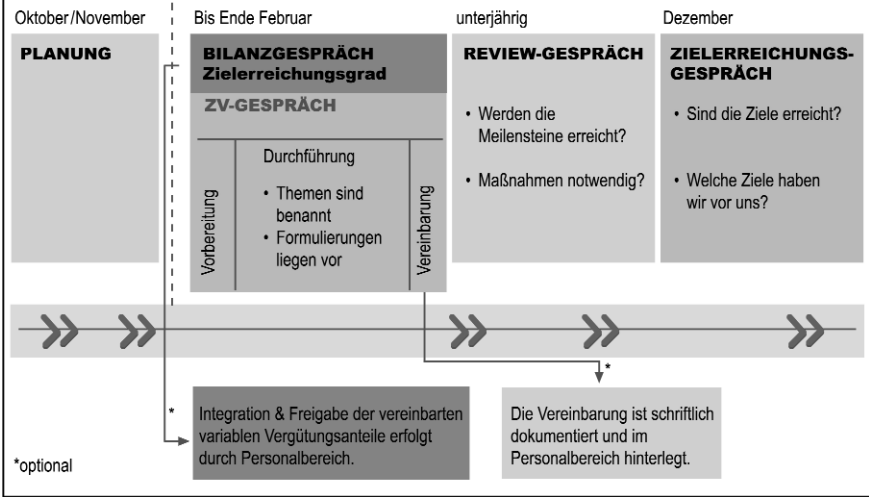 Oktober/November
Bis Ende Februar
unterjährig
Dezember
PLANUNG
BILANZGESPRÄCH
Zielerreichungsgrad
ZV-GESPRÄCH
Vorbereitung
Durchführung
• Themen sind
benannt
• Formulierungen
liegen vor
Vereinbarung
REVIEW-GESPRÄCH
• Werden die
Meilensteine erreicht?
• Maßnahmen notwendig?
ZIELERREICHUNGS-
GESPRÄCH
• Sind die Ziele erreicht?
• Welche Ziele haben
wir vor uns?
*
Integration & Freigabe der vereinbarten
variablen Vergütungsanteile erfolgt
durch Personalbereich.
*
Die Vereinbarung ist schriftlich
dokumentiert und im
Personalbereich hinterlegt.
*optional